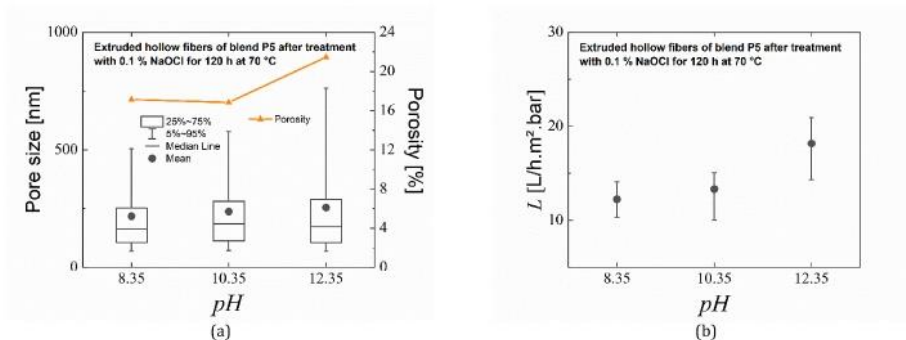 1000
500
0
Pore size [nm]
Extruded hollow fibers of blend P5 after treatment
with 0.1 % NaOCl for 120 h at 70 °C
25%~75%
5%~95%
Median Line
Mean
Porosity
24
20
16
12
8
4
0
Porosity [%]
8.35 10.35 12.35
pH
(a)
30
20
10
L [L/h.m².bar]
Extruded hollow fibers of blend P5 after treatment
with 0.1 % NaOCl for 120 h at 70 °C
8.35 10.35 12.35
pH
(b)